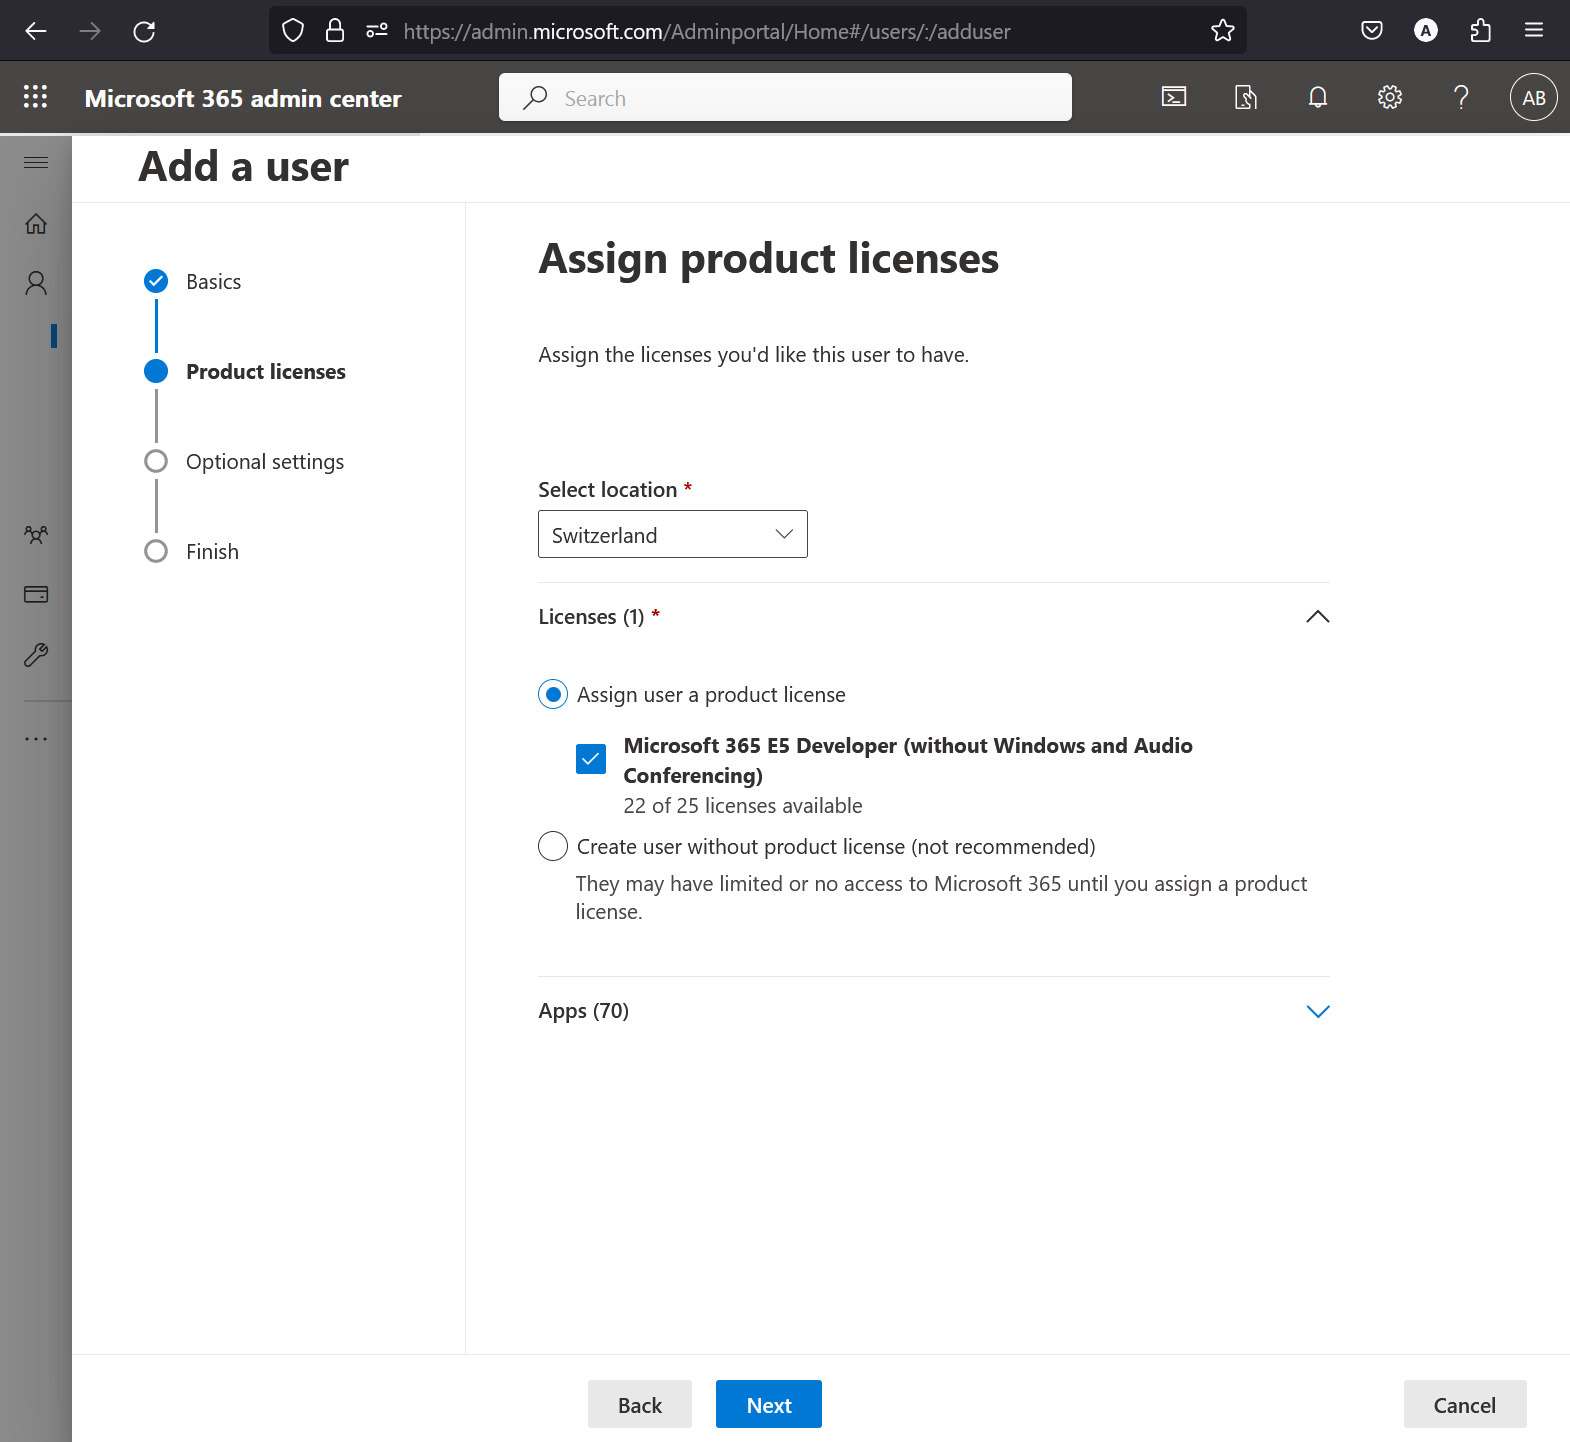 https://admin.microsoft.com/Adminportal/Home#/users/:/adduser
A
Microsoft 365 admin center
Search
?
AB
Add a user
Basics
Product licenses
Optional settings
Finish
Assign product licenses
Assign the licenses you'd like this user to have.
Select location *
Switzerland
Licenses (1) *
Assign user a product license
Microsoft 365 E5 Developer (without Windows and Audio
Conferencing)
22 of 25 licenses available
Create user without product license (not recommended)
They may have limited or no access to Microsoft 365 until you assign a product
license.
Apps (70)
Back
Next
Cancel